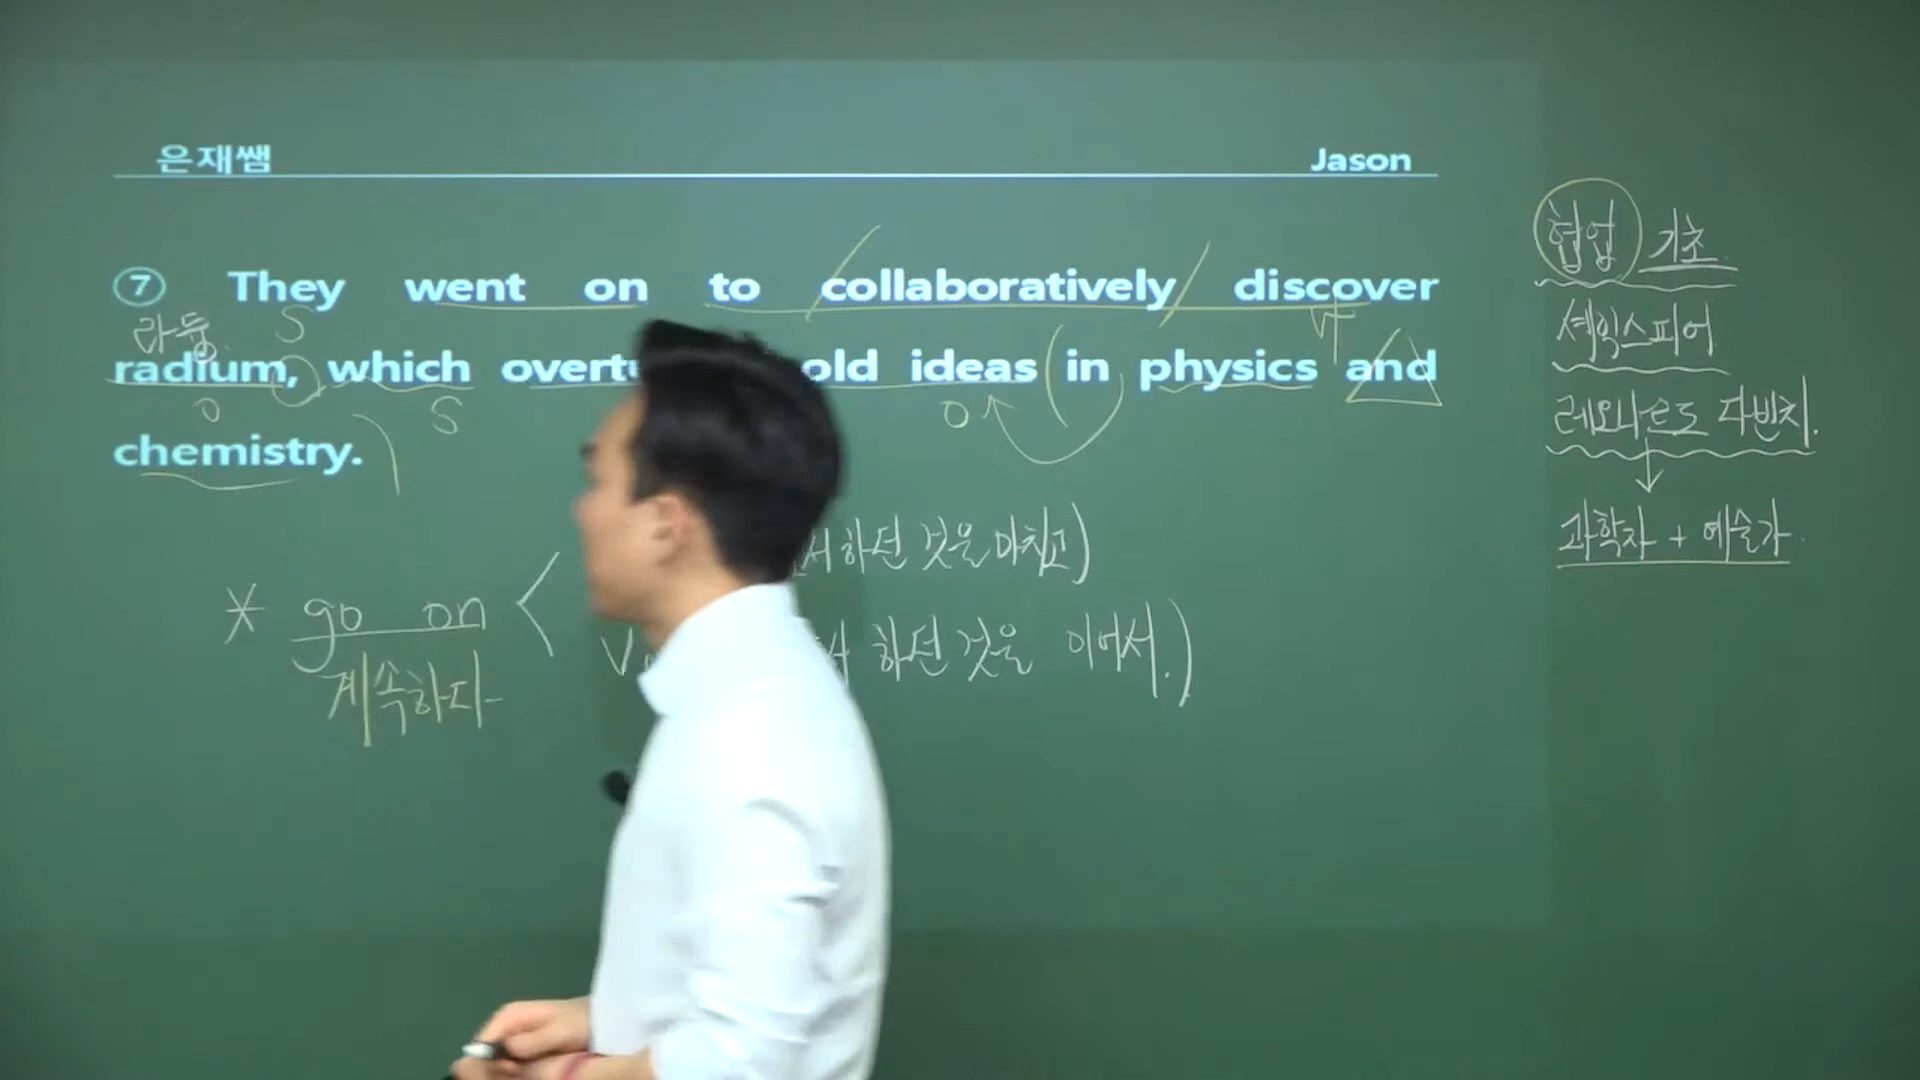 은재쌤 Jason
⑦ They went on to collaboratively discover
라듐
S
radium, which overtu old ideas in physics and
O S O
chemistry.
* go on <
계속하다
서 하던 것을 마치고)
V 서 하던 것을 이어서.)
협업 기초
셰익스피어
레오나르도 다빈치.
↓
과학자 + 예술가.